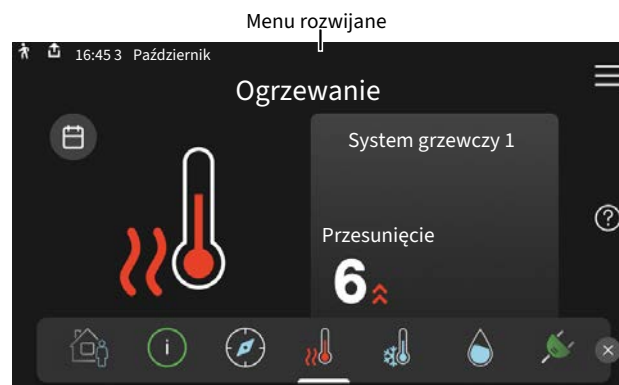 Menu rozwijane
16:45 3 Październik
Ogrzewanie
System grzewczy 1
Przesunięcie
6